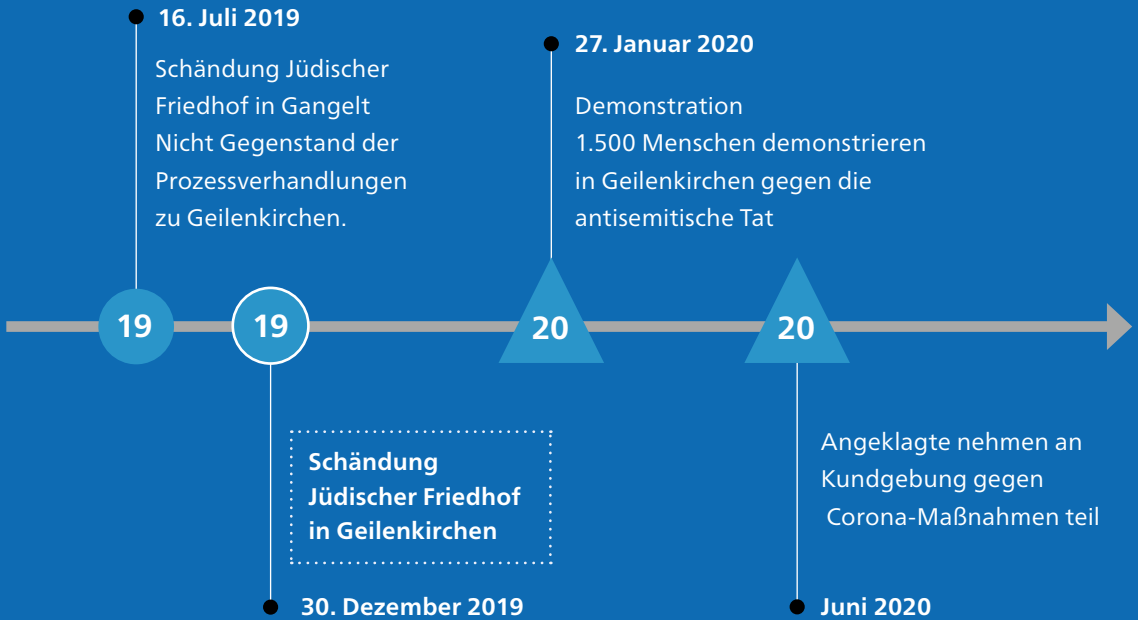 16. Juli 2019
Schändung Jüdischer
Friedhof in Gangelt
Nicht Gegenstand der
Prozessverhandlungen
zu Geilenkirchen.
27. Januar 2020
Demonstration
1.500 Menschen demonstrieren
in Geilenkirchen gegen die
antisemitische Tat
19
19
20
20
Schändung
Jüdischer Friedhof
in Geilenkirchen
30. Dezember 2019
Angeklagte nehmen an
Kundgebung gegen
Corona-Maßnahmen teil
Juni 2020